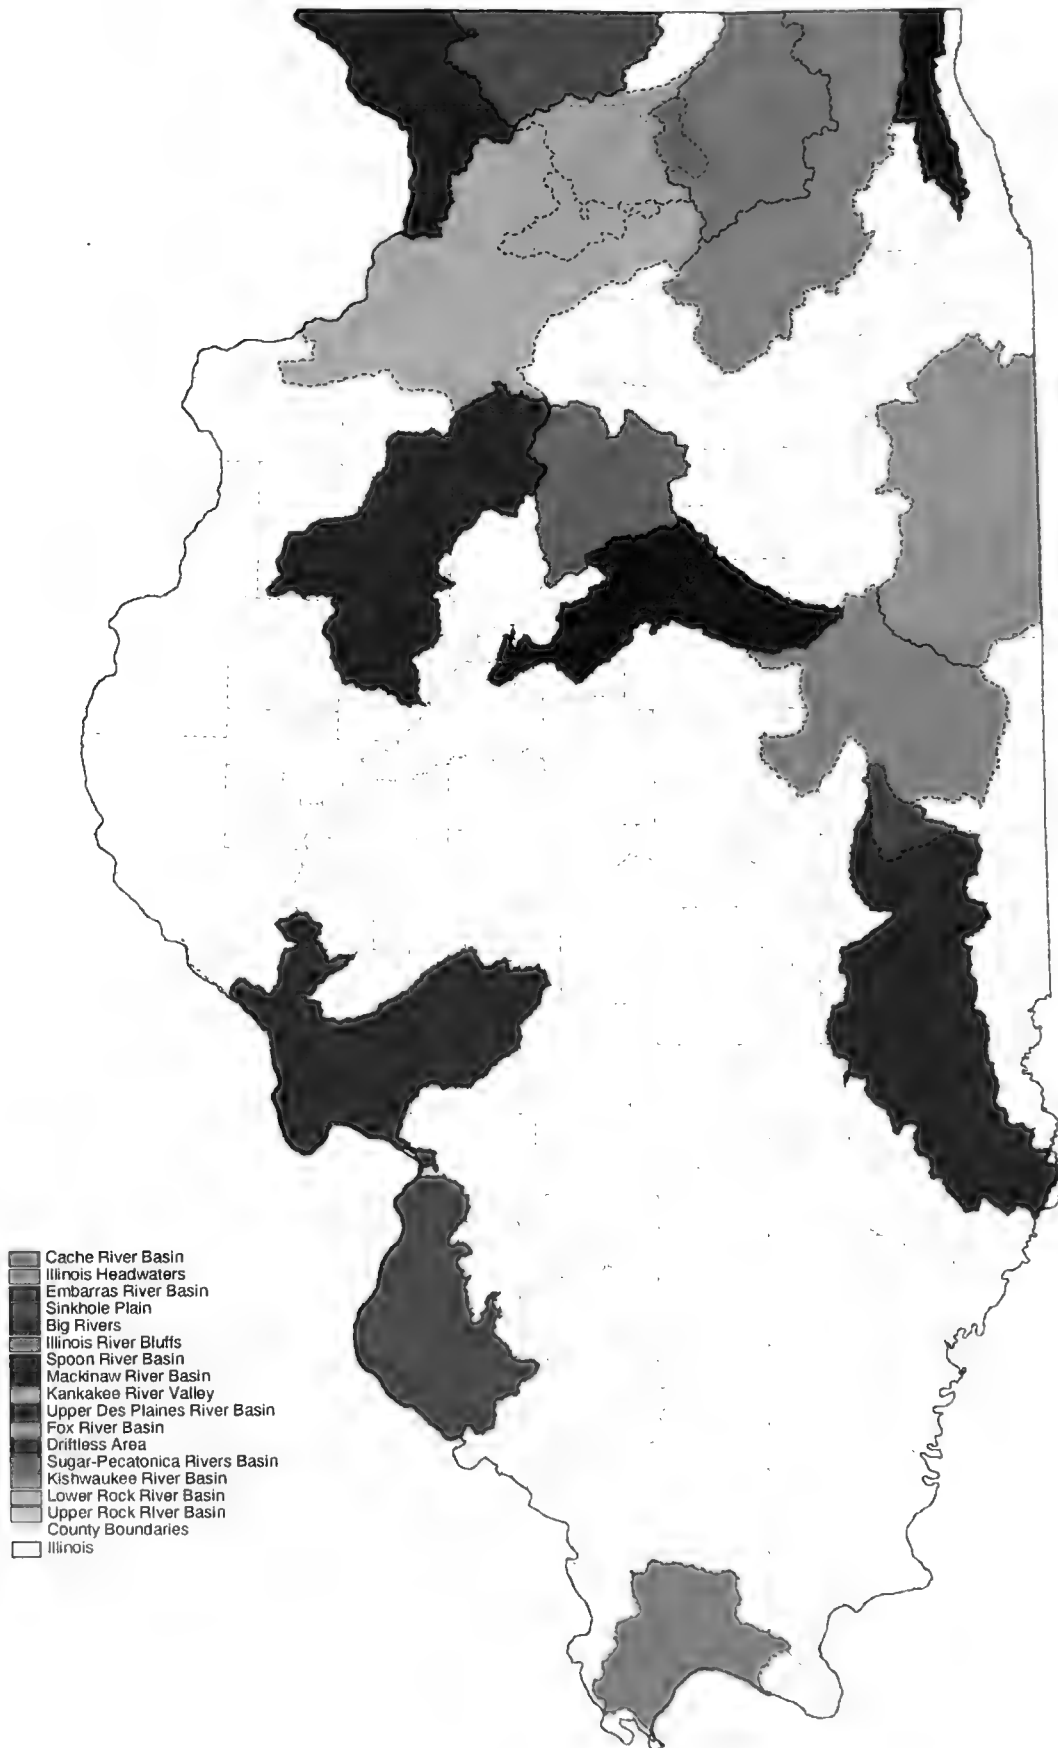 Cache River Basin
Illinois Headwaters
Embarras River Basin
Sinkhole Plain
Big Rivers
Illinois River Bluffs
Spoon River Basin
Mackinaw River Basin
Kankakee River Valley
Upper Des Plaines River Basin
Fox River Basin
Driftless Area
Sugar-Pecatonica Rivers Basin
Kishwaukee River Basin
Lower Rock River Basin
Upper Rock River Basin
County Boundaries
Illinois